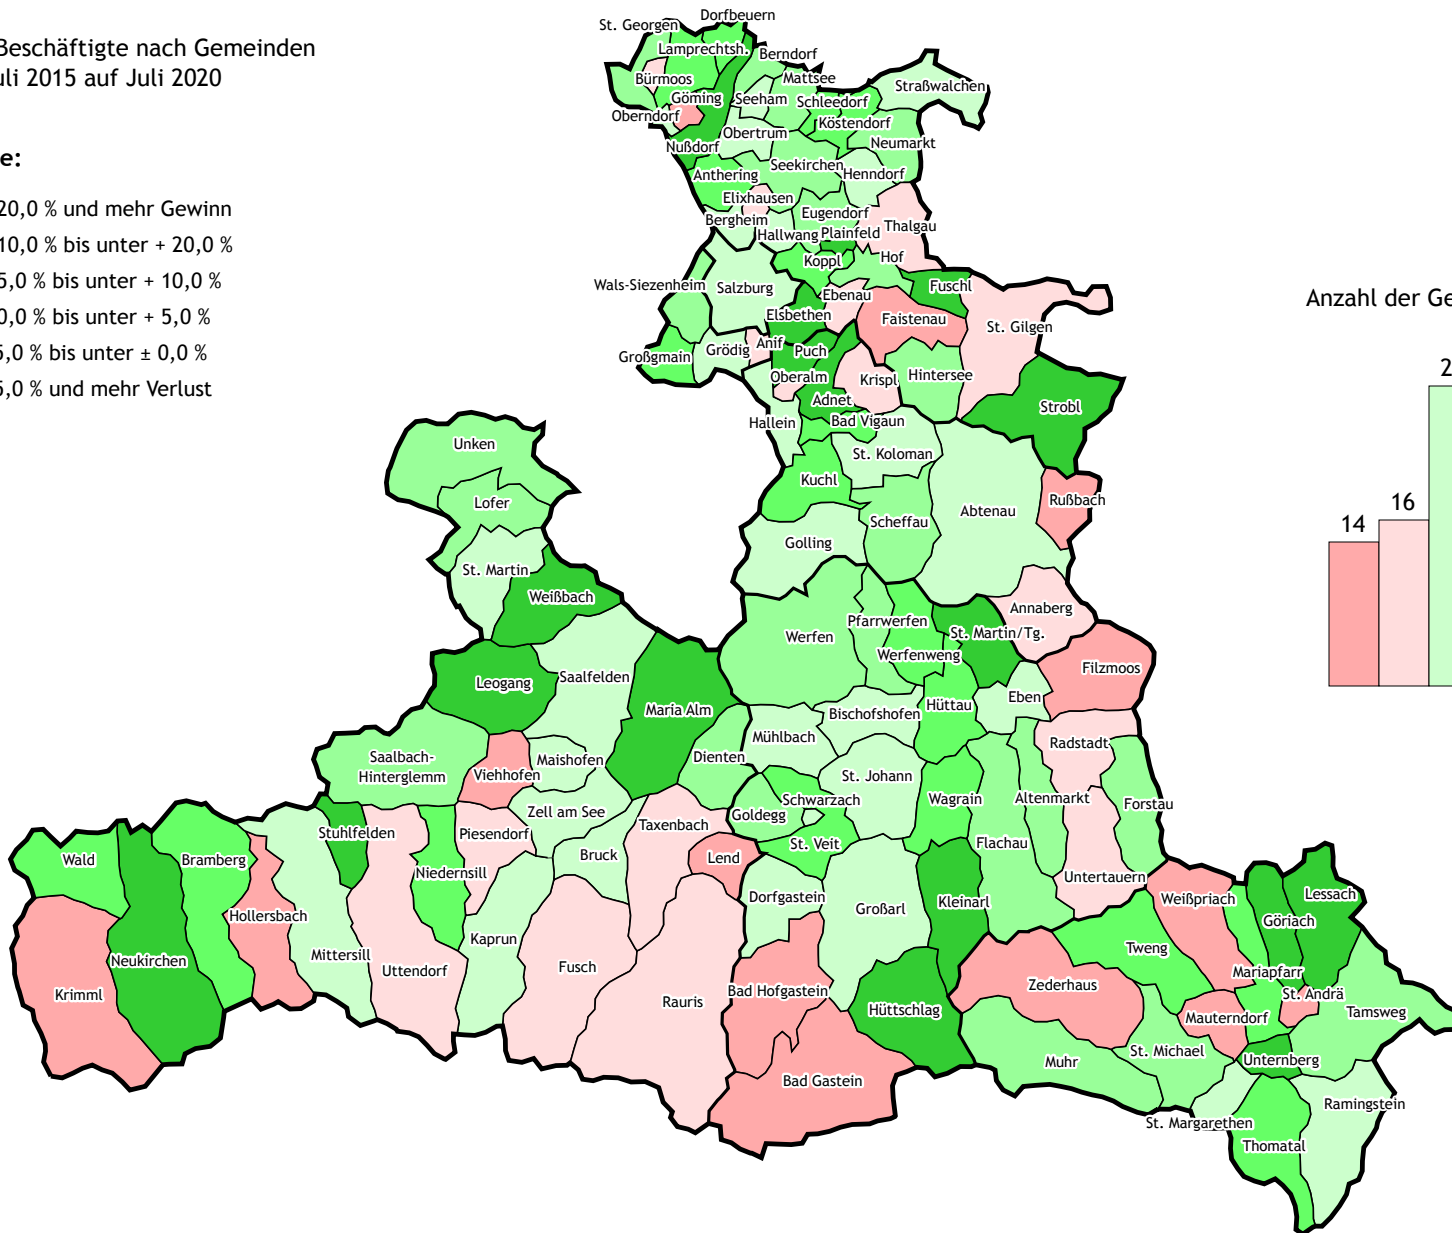 Beschäftigte nach Gemeinden
uli 2015 auf Juli 2020
e:
20,0 % und mehr Gewinn
10,0 % bis unter + 20,0 %
5,0 % bis unter + 10,0 %
0,0 % bis unter + 5,0 %
5,0 % bis unter ± 0,0 %
5,0 % und mehr Verlust
Anzahl der Ge
2
14
16
St. Georgen
Dorfbeuern
Lamprechtsh.
Berndorf
Bürmoos
Mattsee
Straßwalchen
Göming
Seeham
Schleedorf
Oberndorf
Köstendorf
Obertrum
Nußdorf
Neumarkt
Seekirchen
Anthering
Henndorf
Elixhausen
Eugendorf
Bergheim
Thalgau
Hallwang
Plainfeld
Koppl
Hof
Wals-Siezenheim
Salzburg
Fuschl
Ebenau
Elsbethen
Faistenau
St. Gilgen
Anif
Grödig
Puch
Großgmain
Oberalm
Krispl
Hintersee
Adnet
Strobl
Hallein
Bad Vigaun
Unken
St. Koloman
Kuchl
Rußbach
Lofer
Abtenau
Scheffau
Golling
St. Martin
Weißbach
Annaberg
Pfarrwerfen
Werfen
St. Martin/Tg.
Werfenweng
Filzmoos
Saalfelden
Leogang
Eben
Hüttau
Maria Alm
Bischofshofen
Mühlbach
Radstadt
Saalbach-
Hinterglemm
Dienten
Maishofen
Viehhofen
St. Johann
Schwarzach
Wagrain
Altenmarkt
Forstau
Zell am See
Goldegg
Taxenbach
Stuhlfelden
Piesendorf
Flachau
St. Veit
Bruck
Lend
Wald
Bramberg
Niedernsill
Untertauern
Lessach
Dorfgastein
Weißpriach
Kleinarl
Großarl
Hollersbach
Göriach
Kaprun
Tweng
Mittersill
Neukirchen
Fusch
Uttendorf
Mariapfarr
Zederhaus
Krimml
Bad Hofgastein
St. Andrä
Rauris
Hüttschlag
Tamsweg
Mauterndorf
St. Michael
Muhr
Unternberg
Bad Gastein
Ramingstein
St. Margarethen
Thomatal